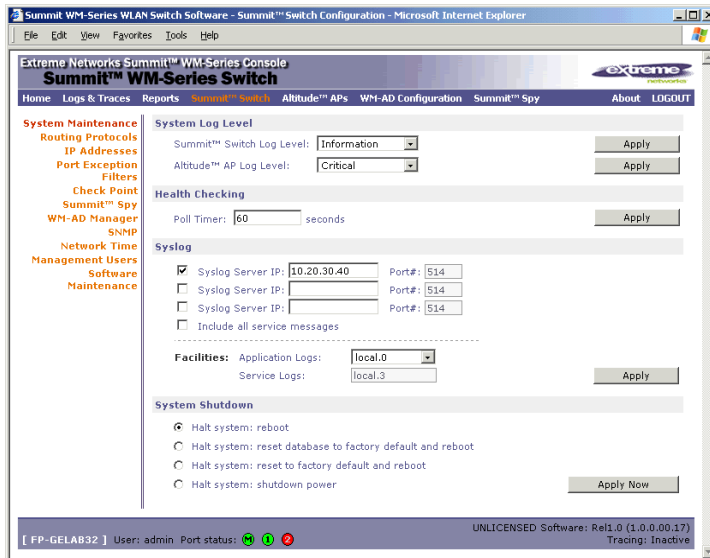 Summit WM-Series WLAN Switch Software - Summit™ Switch Configuration - Microsoft Internet Explorer
File Edit View Favorites Tools Help
Extreme Networks Summit™ WM-Series Console
Summit™ WM-Series Switch
extreme
networks
Home Logs & Traces Reports Summit™ Switch Altitude™ APs WM-AD Configuration Summit™ Spy About LOGOUT
System Maintenance
Routing Protocols
IP Addresses
Port Exception
Filters
Check Point
Summit™ Spy
WM-AD Manager
SNMP
Network Time
Management Users
Software
Maintenance
System Log Level
Summit™ Switch Log Level: Information Apply
Altitude™ AP Log Level: Critical Apply
Health Checking
Poll Timer: 60 seconds Apply
Syslog
Syslog Server IP: 10.20.30.40 Port#: 514
Syslog Server IP: Port#: 514
Syslog Server IP: Port#: 514
Include all service messages
Facilities: Application Logs: local.0
Service Logs: local.3 Apply
System Shutdown
Halt system: reboot
Halt system: reset database to factory default and reboot
Halt system: reset to factory default and reboot
Halt system: shutdown power Apply Now
[ FP-GELAB32 ] User: admin Port status: M 1 2
UNLICENSED Software: Rel1.0 (1.0.0.00.17)
Tracing: Inactive